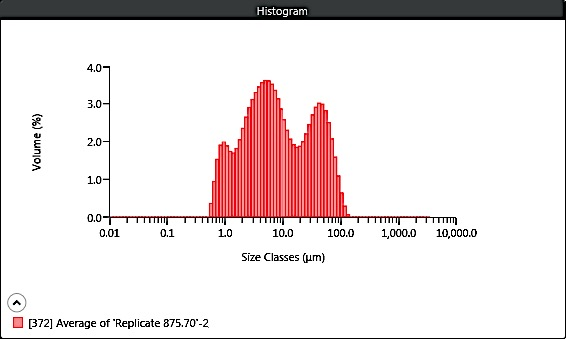 Histogram
4.0
3.0
2.0
1.0
0.0
Volume (%)
0.01 0.1 1.0 10.0 100.0 1,000.0 10,000.0
Size Classes (μm)
[372] Average of 'Replicate 875.70'-2